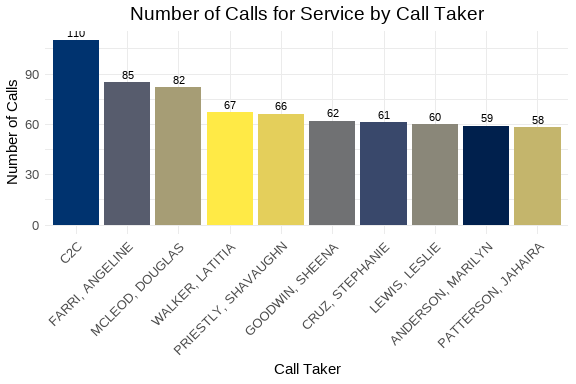 Number of Calls for Service by Call Taker
Number of Calls
90
60
30
0
110
85
82
67
66
62
61
60
59
58
C2C
FARRI, ANGELINE
MCLEOD, DOUGLAS
WALKER, LATITIA
PRIESTLY, SHAVAUGHN
GOODWIN, SHEENA
CRUZ, STEPHANIE
LEWIS, LESLIE
ANDERSON, MARILYN
PATTERSON, JAHAIRA
Call Taker